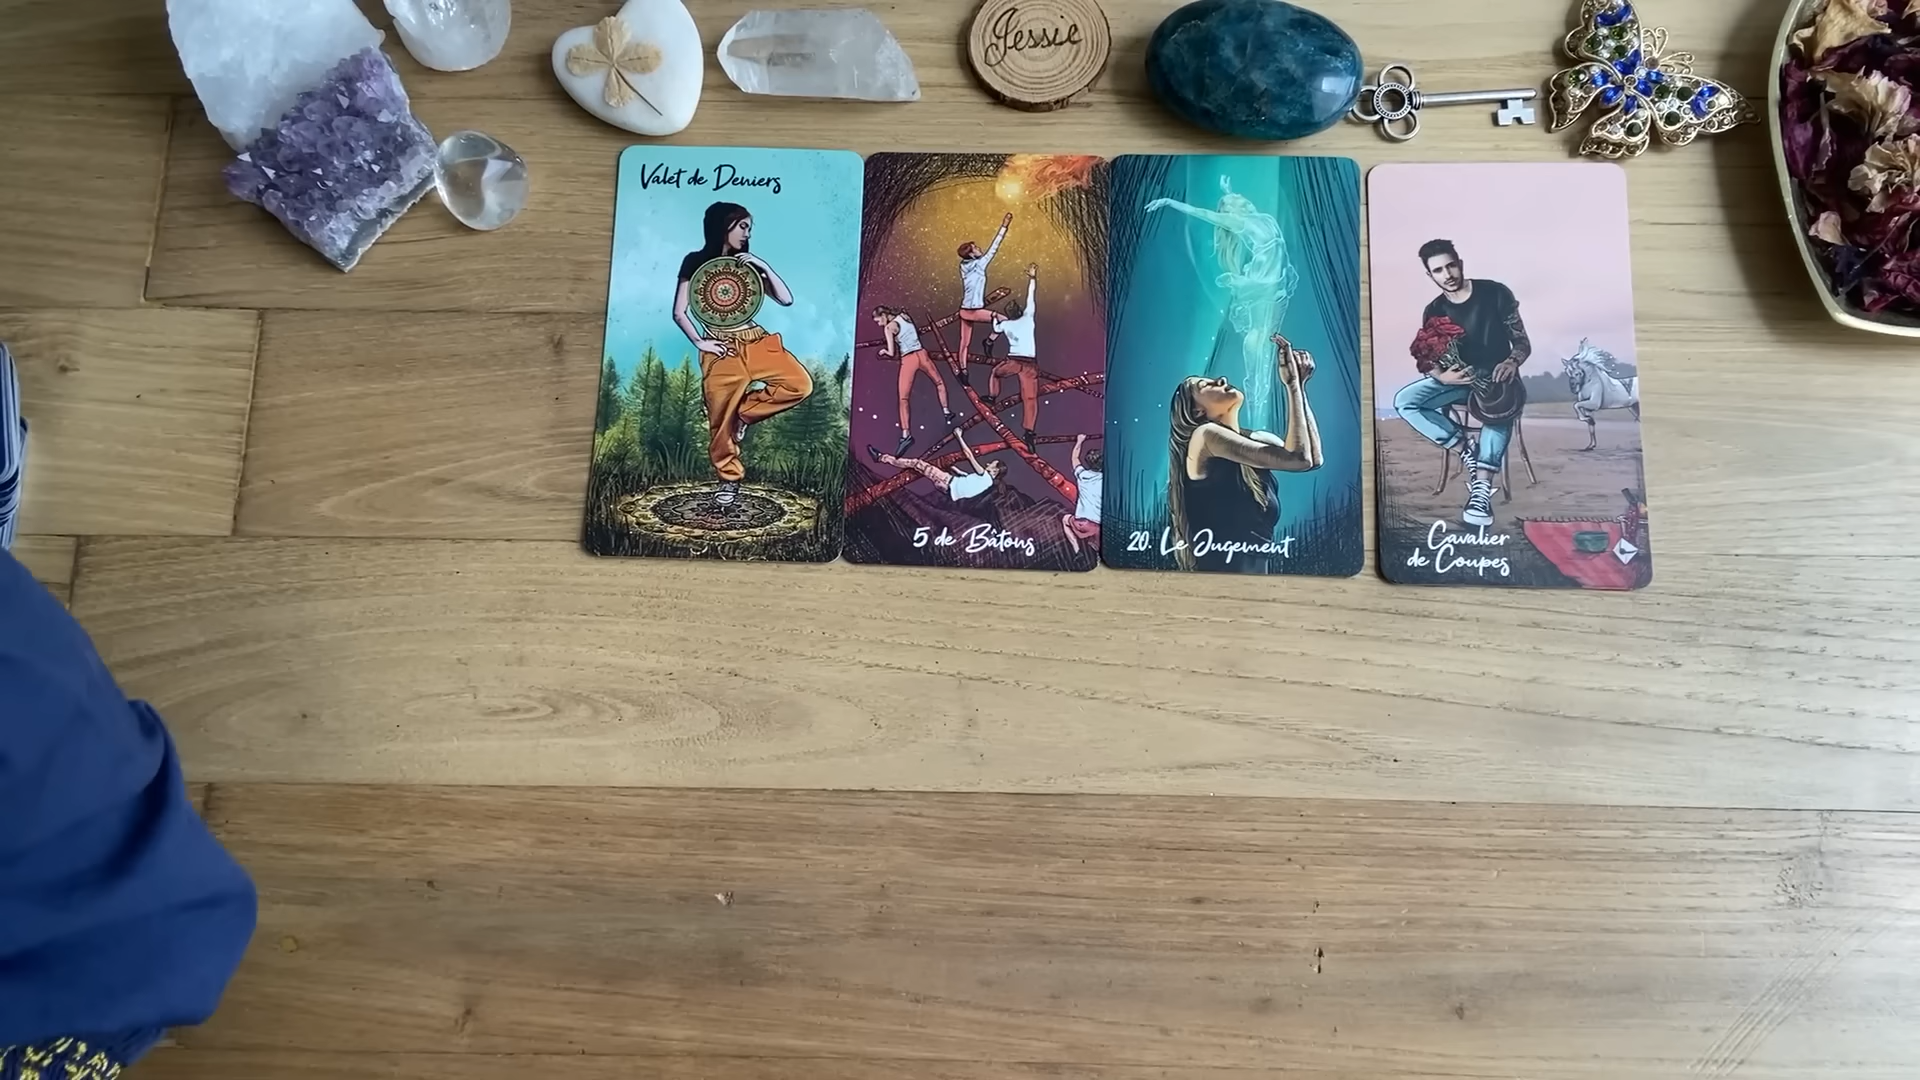 Jessie
Valet de Deniers
5 de Bâtons
20. Le Jugement
Cavalier
de Coupes